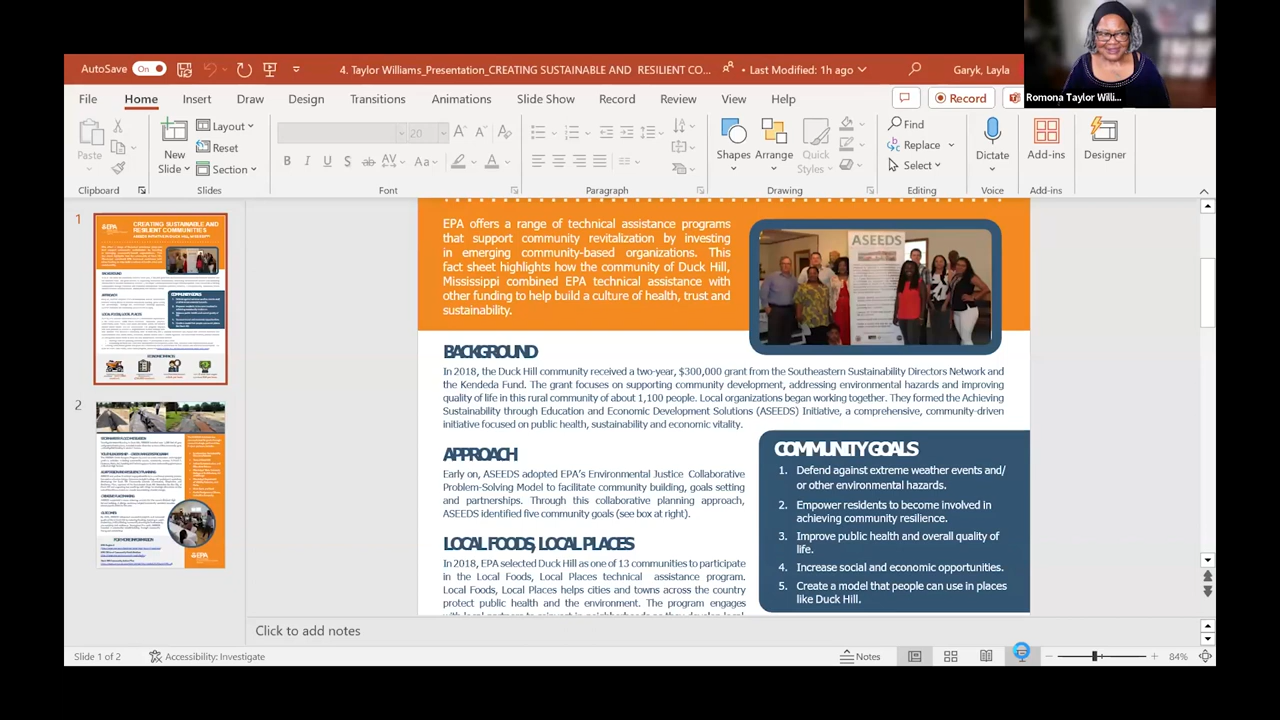 AutoSave On
4. Taylor Williams_Presentation_CREATING SUSTAINABLE AND RESILIENT CO...
• Last Modified: 1h ago
Garyk, Layla
Romona Taylor Willi...
File Home Insert Draw Design Transitions Animations Slide Show Record Review View Help
Record
Paste
New
Slide
Layout
Reset
Section
20
B I U S ab AV Aa
A A A
Shapes
Arrange
Quick
Styles
Find
Replace
Select
Dictate
Add-ins
Designer
Clipboard Slides Font Paragraph Drawing Editing Voice Add-ins
1
CREATING SUSTAINABLE AND
RESILIENT COMMUNITIES
2
EPA offers a range of technical assistance programs
that support community revitalization by investing
in emerging community-based organizations. This
fact sheet highlights how the community of Duck Hill,
Mississippi combined EPA technical assistance with
other funding to help build a culture of health, trust and
sustainability.
ASEEDS
BACKGROUND
In 2018, the Duck Hill community received a two-year, $300,000 grant from the Southeastern Sustainability Directors Network and
the Kendeda Fund. The grant focuses on supporting community development, addressing environmental hazards and improving
quality of life in this rural community of about 1,100 people. Local organizations began working together. They formed the Achieving
Sustainability through Education and Economic Development Solutions (ASEEDS) Initiative, a comprehensive, community-driven
initiative focused on public health, sustainability and economic vitality.
APPROACH
The ASEEDS adopted the Environmental Justice Collaborative
Problem-Solving Model for vision building, goals setting
and partnerships. Through a collaborative planning approach,
ASEEDS identified five community goals (see box at right).
LOCAL FOODS, LOCAL PLACES
In 2018, EPA selected Duck Hill as one of 13 communities to participate
in the Local Foods, Local Places technical assistance program.
Local Foods, Local Places helps cities and towns across the country
protect public health and the environment. The program engages
1. Defend against extreme weather events and/
or environmental hazards.
2. Empower residents to become involved in
building community resilience.
3. Improve public health and overall quality of
life.
4. Increase social and economic opportunities.
5. Create a model that people can use in places
like Duck Hill.
Click to add notes
Slide 1 of 2
Accessibility: Investigate
Notes
84%